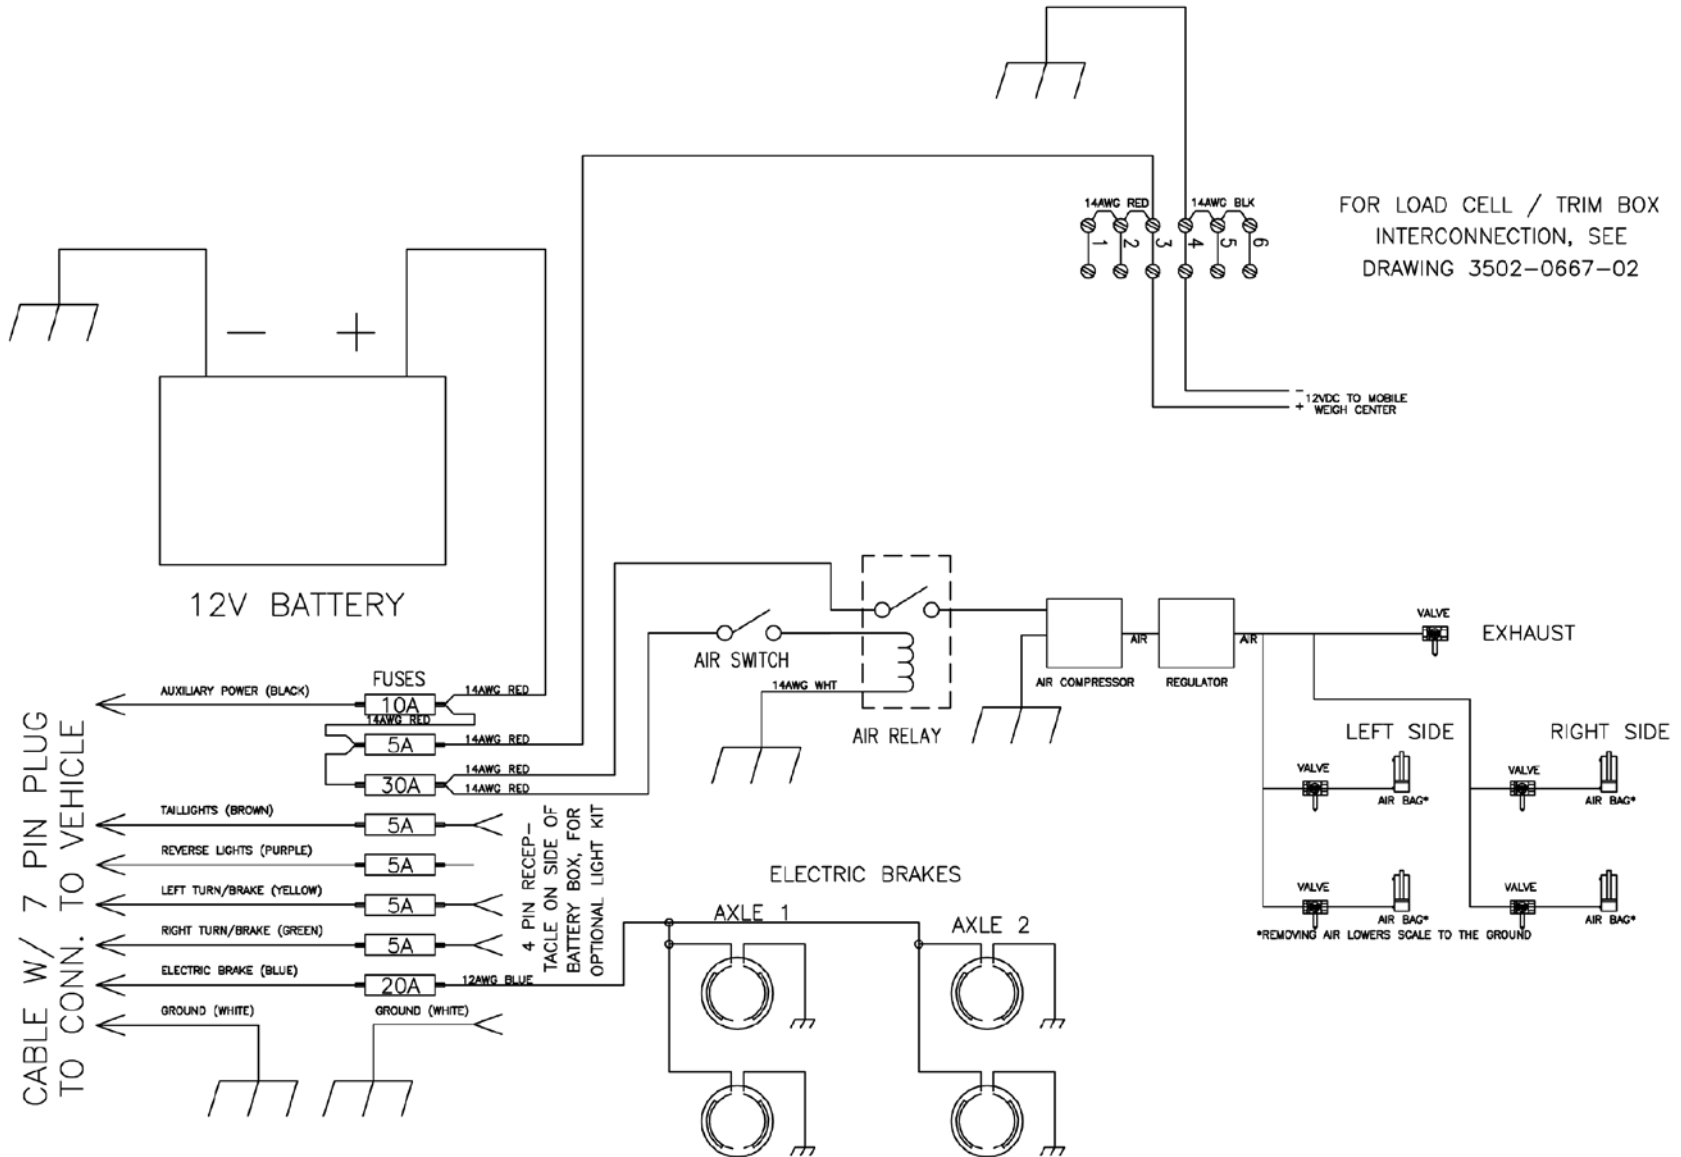 14AWG RED
14AWG BLK
1
2
3
4
5
6
FOR LOAD CELL / TRIM BOX
INTERCONNECTION, SEE
DRAWING 3502-0667-02
- 12VDC TO MOBILE
+ WEIGH CENTER
- +
12V BATTERY
FUSES
AUXILIARY POWER (BLACK)
10A
14AWG RED
14AWG RED
5A
14AWG RED
30A
14AWG RED
14AWG RED
TAILLIGHTS (BROWN)
5A
REVERSE LIGHTS (PURPLE)
5A
LEFT TURN/BRAKE (YELLOW)
5A
RIGHT TURN/BRAKE (GREEN)
5A
ELECTRIC BRAKE (BLUE)
20A
12AWG BLUE
GROUND (WHITE)
GROUND (WHITE)
CABLE W/ 7 PIN PLUG
TO CONN. TO VEHICLE
4 PIN RECEP-
TACLE ON SIDE OF
BATTERY BOX, FOR
OPTIONAL LIGHT KIT
AIR SWITCH
14AWG WHT
AIR RELAY
AIR COMPRESSOR
AIR
REGULATOR
AIR
VALVE
EXHAUST
LEFT SIDE
RIGHT SIDE
VALVE
AIR BAG*
VALVE
AIR BAG*
VALVE
AIR BAG*
VALVE
AIR BAG*
*REMOVING AIR LOWERS SCALE TO THE GROUND
ELECTRIC BRAKES
AXLE 1
AXLE 2